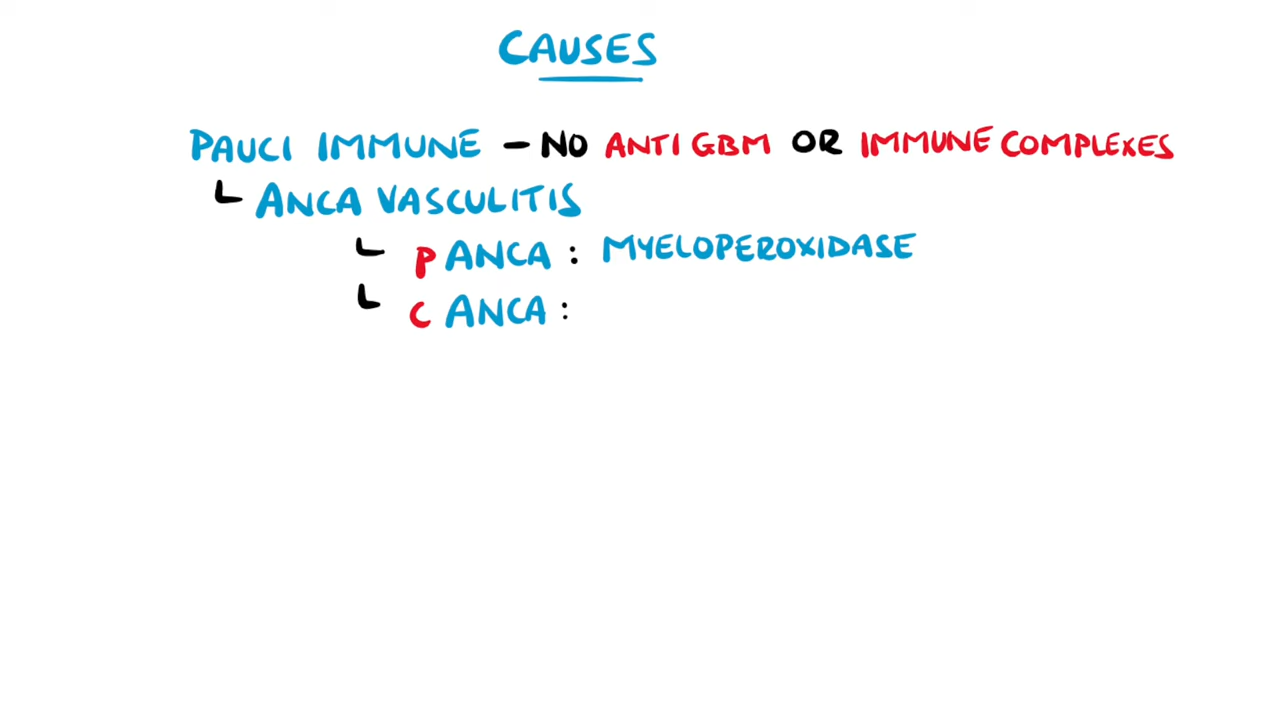 CAUSES
PAUCI IMMUNE - NO ANTI GBM OR IMMUNE COMPLEXES
ANCA VASCULITIS
P ANCA : MYELOPEROXIDASE
C ANCA :